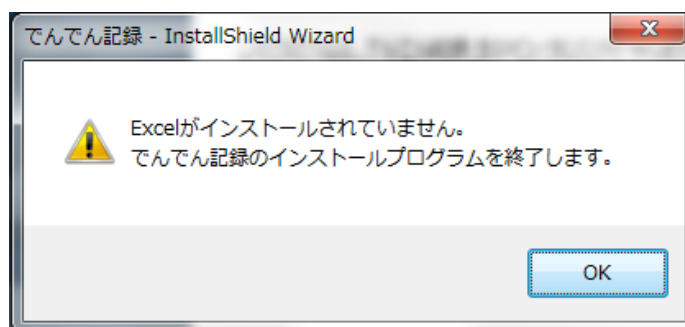 でんでん記録 - InstallShield Wizard
Excelがインストールされていません。
でんでん記録のインストールプログラムを終了します。
OK